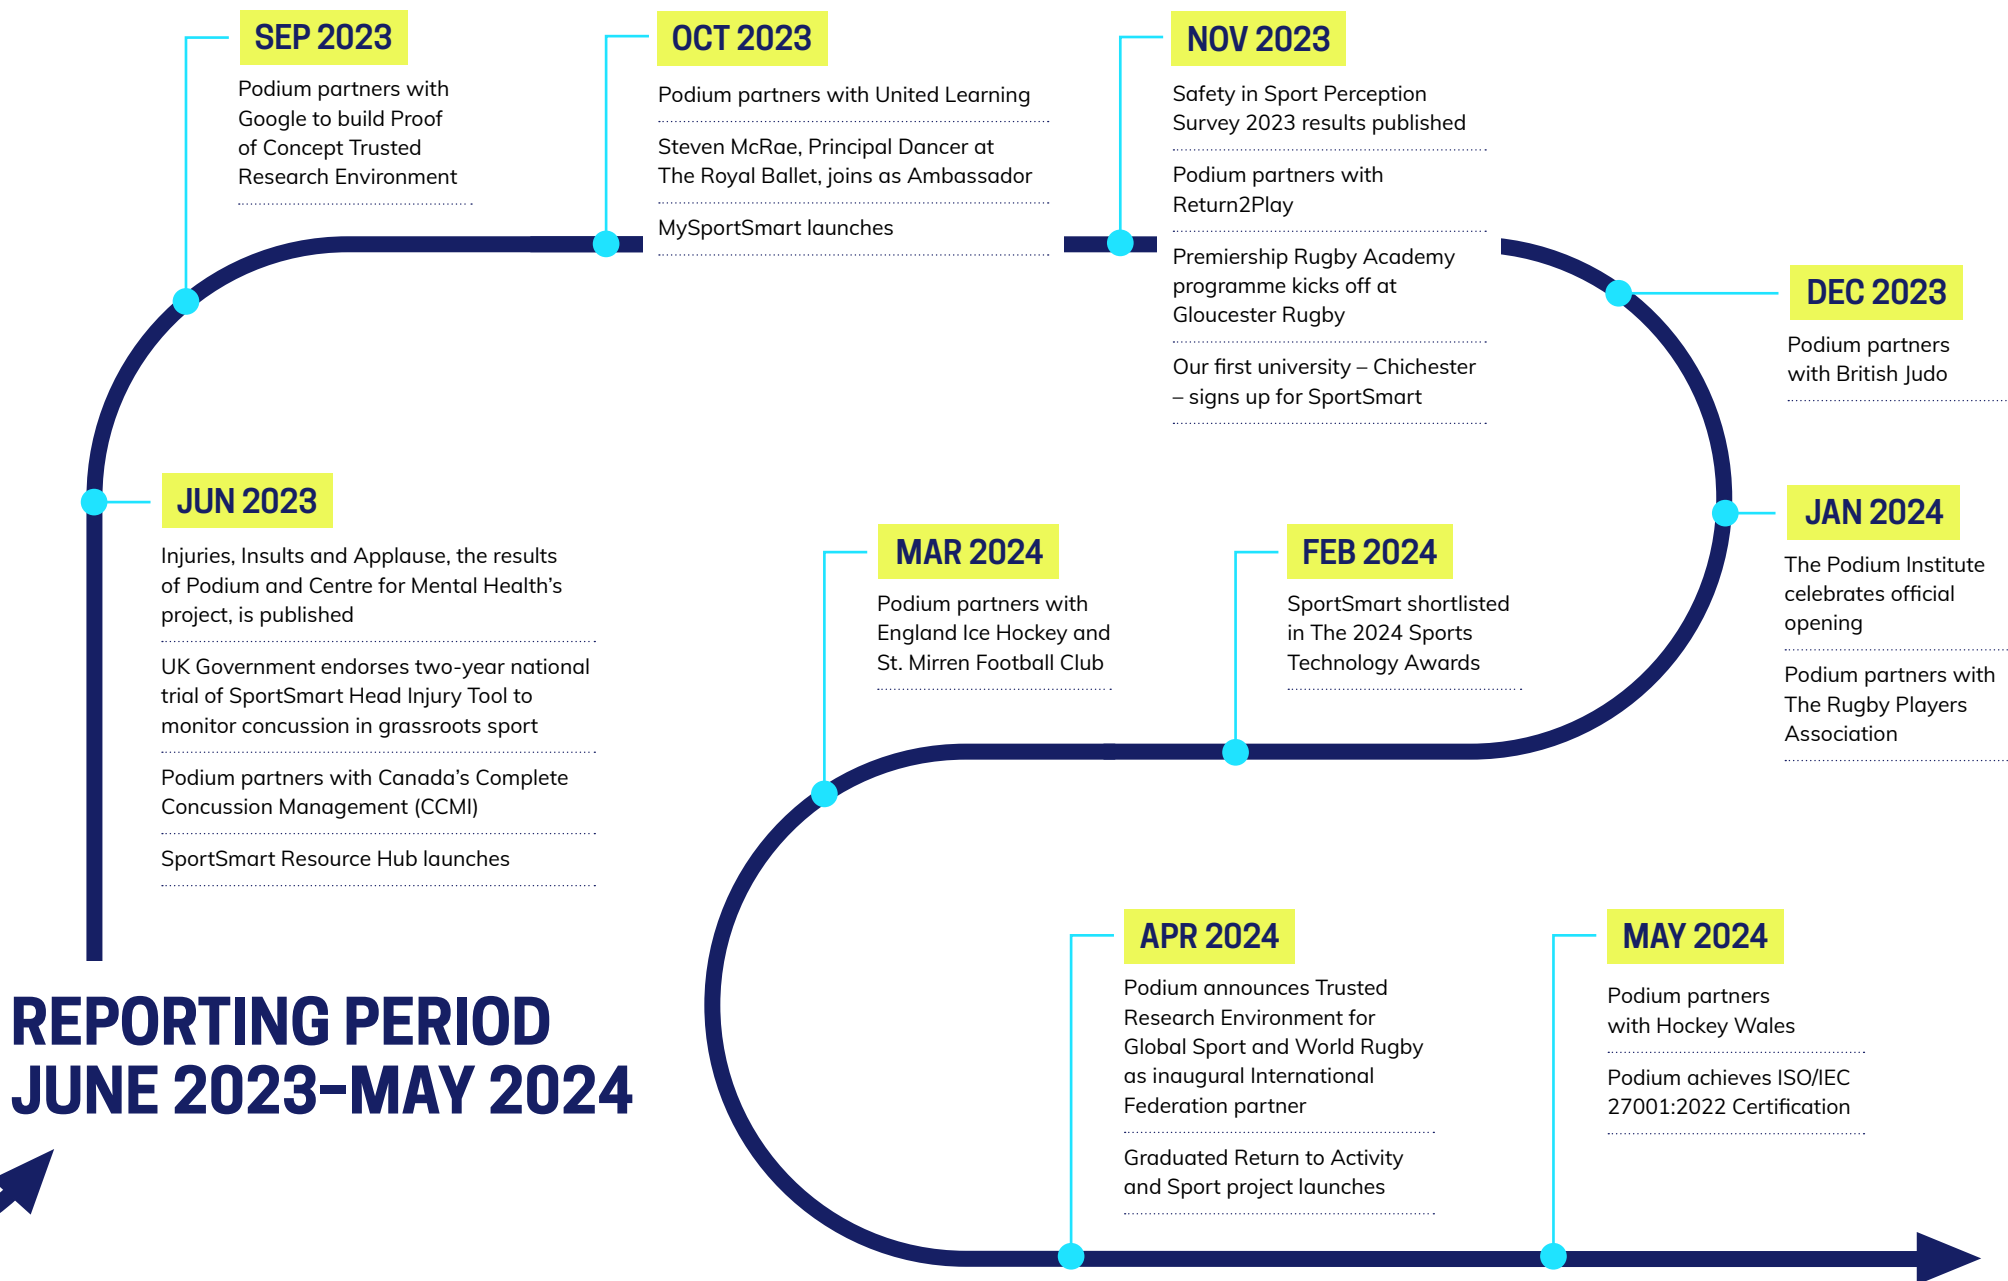 REPORTING PERIOD
JUNE 2023–MAY 2024
JUN 2023
Injuries, Insults and Applause, the results
of Podium and Centre for Mental Health’s
project, is published
UK Government endorses two-year national
trial of SportSmart Head Injury Tool to
monitor concussion in grassroots sport
Podium partners with Canada’s Complete
Concussion Management (CCMI)
SportSmart Resource Hub launches
SEP 2023
Podium partners with
Google to build Proof
of Concept Trusted
Research Environment
OCT 2023
Podium partners with United Learning
Steven McRae, Principal Dancer at
The Royal Ballet, joins as Ambassador
MySportSmart launches
NOV 2023
Safety in Sport Perception
Survey 2023 results published
Podium partners with
Return2Play
Premiership Rugby Academy
programme kicks off at
Gloucester Rugby
Our first university – Chichester
– signs up for SportSmart
DEC 2023
Podium partners
with British Judo
JAN 2024
The Podium Institute
celebrates official
opening
Podium partners with
The Rugby Players
Association
FEB 2024
SportSmart shortlisted
in The 2024 Sports
Technology Awards
MAR 2024
Podium partners with
England Ice Hockey and
St. Mirren Football Club
APR 2024
Podium announces Trusted
Research Environment for
Global Sport and World Rugby
as inaugural International
Federation partner
Graduated Return to Activity
and Sport project launches
MAY 2024
Podium partners
with Hockey Wales
Podium achieves ISO/IEC
27001:2022 Certification